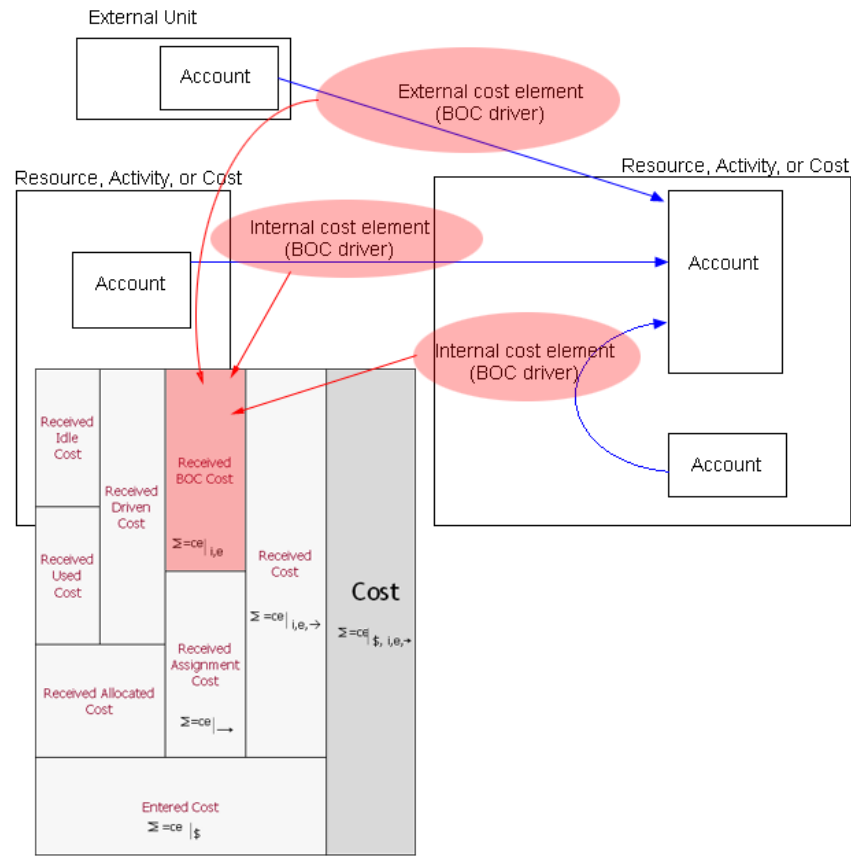 External Unit
Account
External cost element
(BOC driver)
Resource, Activity, or Cost
Resource, Activity, or Cost
Internal cost element
(BOC driver)
Account
Account
Internal cost element
(BOC driver)
Account
Received
Idle
Cost
Received
Used
Cost
Received
Driven
Cost
Received Allocated
Cost
Received
BOC Cost
Σ=ce| i,e
Received
Assignment
Cost
Σ=ce|→
Received
Cost
Σ=ce| i,e,→
Cost
Σ=ce|$, i,e,→
Entered Cost
Σ=ce |$